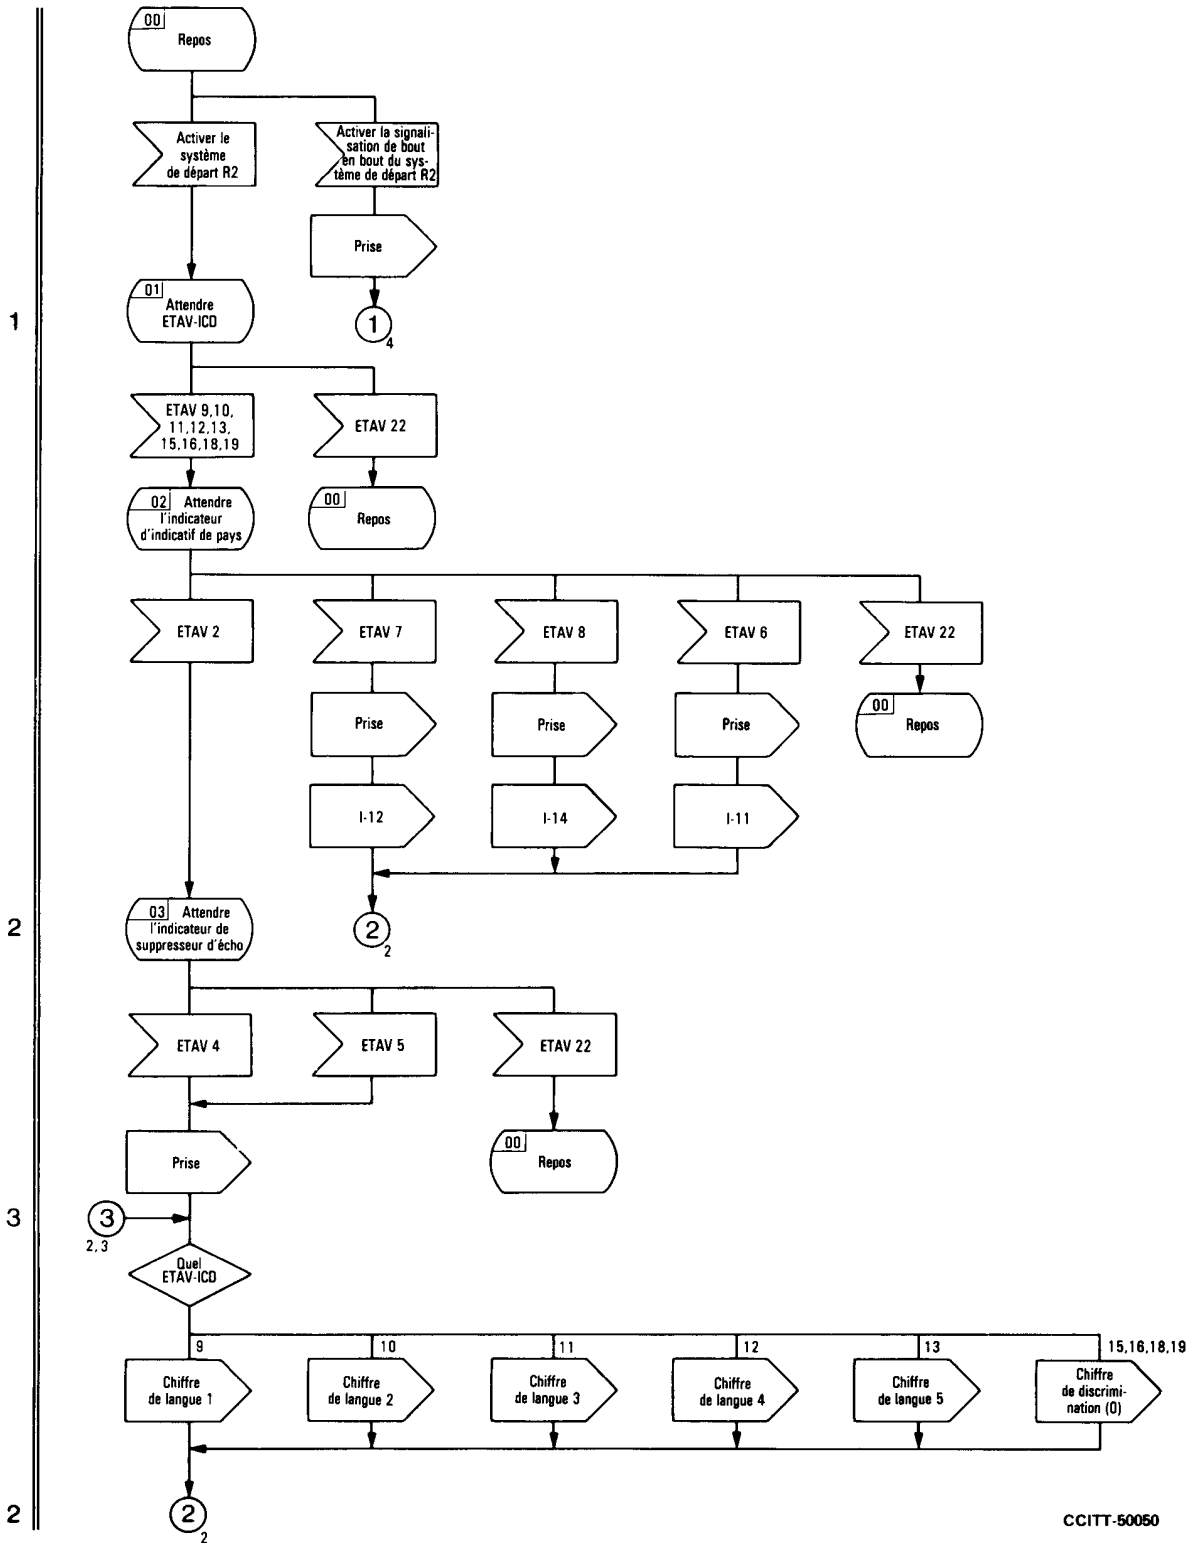 00
Repos
Activer le
système
de départ R2
Activer la signali-
sation de bout
en bout du sys-
tème de départ R2
Prise
01
Attendre
ETAV-ICD
1
1
4
ETAV 9,10,
11,12,13,
15,16,18,19
ETAV 22
02 Attendre
l'indicateur
d'indicatif de pays
00
Repos
ETAV 2
ETAV 7
ETAV 8
ETAV 6
ETAV 22
Prise
Prise
Prise
00
Repos
I-12
I-14
I-11
2
03 Attendre
l'indicateur de
suppresseur d'écho
2
2
ETAV 4
ETAV 5
ETAV 22
Prise
00
Repos
3
3
2, 3
Quel
ETAV-ICD
9
10
11
12
13
15,16,18,19
Chiffre
de langue 1
Chiffre
de langue 2
Chiffre
de langue 3
Chiffre
de langue 4
Chiffre
de langue 5
Chiffre
de discrimi-
nation (0)
2
2
2
CCITT-50050